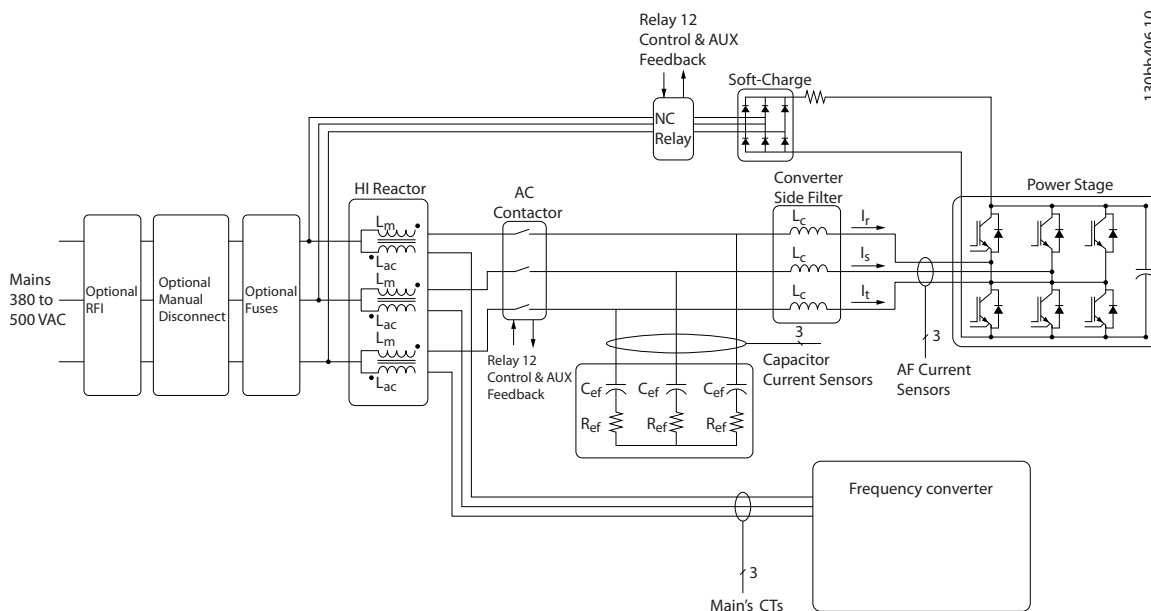 Relay 12
Control & AUX
Feedback
130bb406.10
Soft-Charge
NC
Relay
HI Reactor
AC
Contactor
Converter
Side Filter
Power Stage
Lm
Lac
Lm
Lac
Lm
Lac
Lc
Lc
Lc
Ir
Is
It
Mains
380 to
500 VAC
Optional
RFI
Optional
Manual
Disconnect
Optional
Fuses
Relay 12
Control & AUX
Feedback
3
Capacitor
Current Sensors
3
AF Current
Sensors
Cef
Cef
Cef
Ref
Ref
Ref
Frequency converter
3
Main's CTs